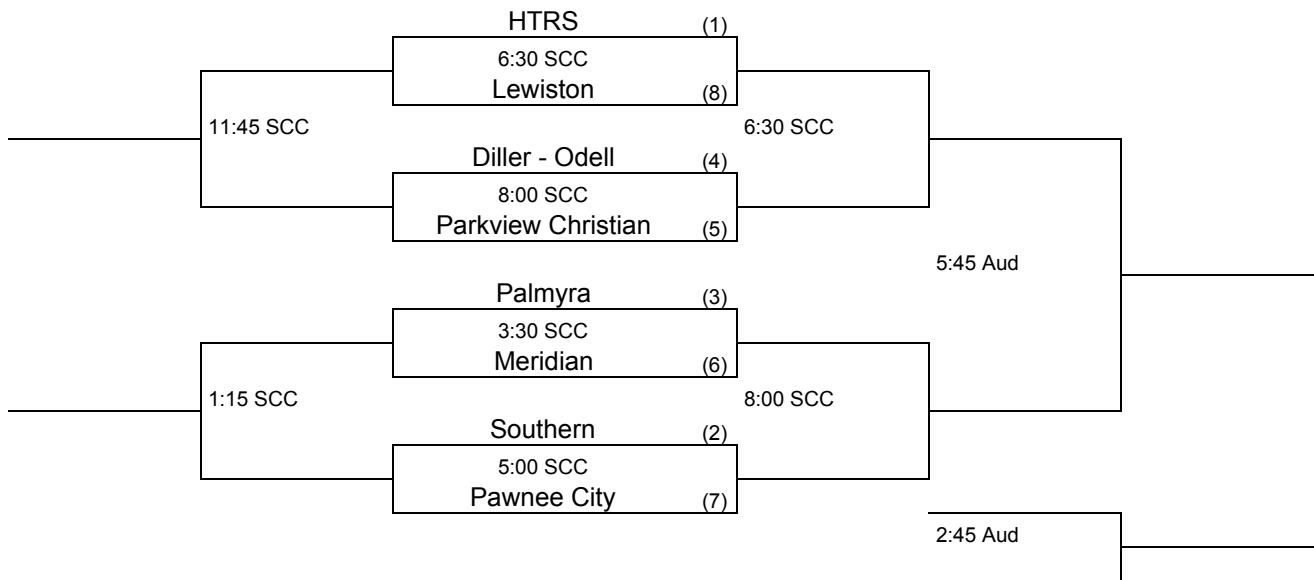 HTRS (1)
6:30 SCC
Lewiston (8)
11:45 SCC
6:30 SCC
Diller - Odell (4)
8:00 SCC
Parkview Christian (5)
5:45 Aud
Palmyra (3)
3:30 SCC
Meridian (6)
1:15 SCC
8:00 SCC
Southern (2)
5:00 SCC
Pawnee City (7)
2:45 Aud